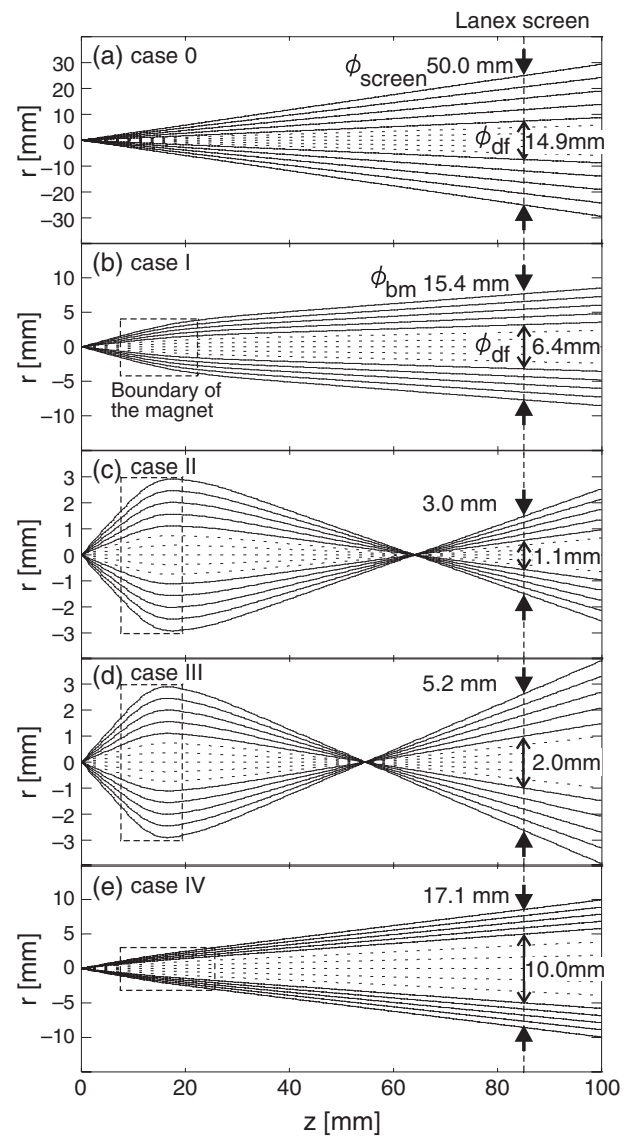 Lanex screen
(a) case 0
ϕscreen 50.0 mm
ϕdf 14.9mm
r [mm]
30
20
10
0
−10
−20
−30
(b) case I
ϕbm 15.4 mm
ϕdf 6.4mm
Boundary of
the magnet
r [mm]
10
5
0
−5
−10
(c) case II
3.0 mm
1.1mm
r [mm]
3
2
1
0
−1
−2
−3
(d) case III
5.2 mm
2.0mm
r [mm]
3
2
1
0
−1
−2
−3
(e) case IV
17.1 mm
10.0mm
r [mm]
10
5
0
−5
−10
0 20 40 60 80 100
z [mm]